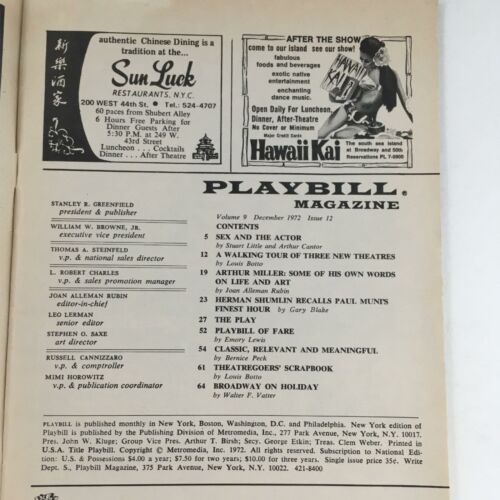 新
樂
酒
家
authentic Chinese Dining is a
tradition at the...
Sun Luck
RESTAURANTS, N.Y.C.
200 WEST 44th St. • Tel.: 524-4707
60 paces from Shubert Alley
6 Hours Free Parking for
Dinner Guests After
5:30 P.M. at 249 W.
43rd Street
Luncheon . . . Cocktails
Dinner . . . After Theatre
AFTER THE SHOW
come to our island see our show!
fabulous
foods and beverages
exotic native
entertainment
enchanting
dance music.
HAWAII
KAI
Open Daily For Luncheon,
Dinner, After-Theatre
No Cover or Minimum
Major Credit Cards
Hawaii Kai
The south sea island
at Broadway and 50th
Reservations PL 7-0900
PLAYBILL®
MAGAZINE
Volume 9 December 1972 Issue 12
STANLEY R. GREENFIELD
president & publisher
WILLIAM W. BROWNE, JR.
executive vice president
THOMAS A. STEINFELD
v.p. & national sales director
L. ROBERT CHARLES
v.p. & sales promotion manager
JOAN ALLEMAN RUBIN
editor-in-chief
LEO LERMAN
senior editor
STEPHEN O. SAXE
art director
RUSSELL CANNIZZARO
v.p. & comptroller
MIMI HOROWITZ
v.p. & publication coordinator
CONTENTS
5 SEX AND THE ACTOR
by Stuart Little and Arthur Cantor
12 A WALKING TOUR OF THREE NEW THEATRES
by Louis Botto
19 ARTHUR MILLER: SOME OF HIS OWN WORDS
ON LIFE AND ART
by Joan Alleman Rubin
23 HERMAN SHUMLIN RECALLS PAUL MUNI'S
FINEST HOUR by Gary Blake
27 THE PLAY
52 PLAYBILL OF FARE
by Emory Lewis
54 CLASSIC, RELEVANT AND MEANINGFUL
by Bernice Peck
61 THEATREGOERS' SCRAPBOOK
by Louis Botto
64 BROADWAY ON HOLIDAY
by Walter F. Vatter
PLAYBILL is published monthly in New York, Boston, Washington, D.C. and Philadelphia. New York edition of
Playbill is published by the Publishing Division of Metromedia, Inc., 277 Park Avenue, New York, N.Y. 10017.
Pres. John W. Kluge; Group Vice Pres. Arthur T. Birsh; Secy. George Etkin; Treas. Clem Weber. Printed in
U.S.A. Title Playbill. Copyright © Metromedia, Inc. 1972. All rights reserved. Subscription to National Edi-
tion: U.S. & Possessions $4.00 a year; $7.50 for two years; $10.00 for three years. Single issue price 35¢. Write
Dept. S., Playbill Magazine, 375 Park Avenue, New York, N.Y. 10022. 421-8400